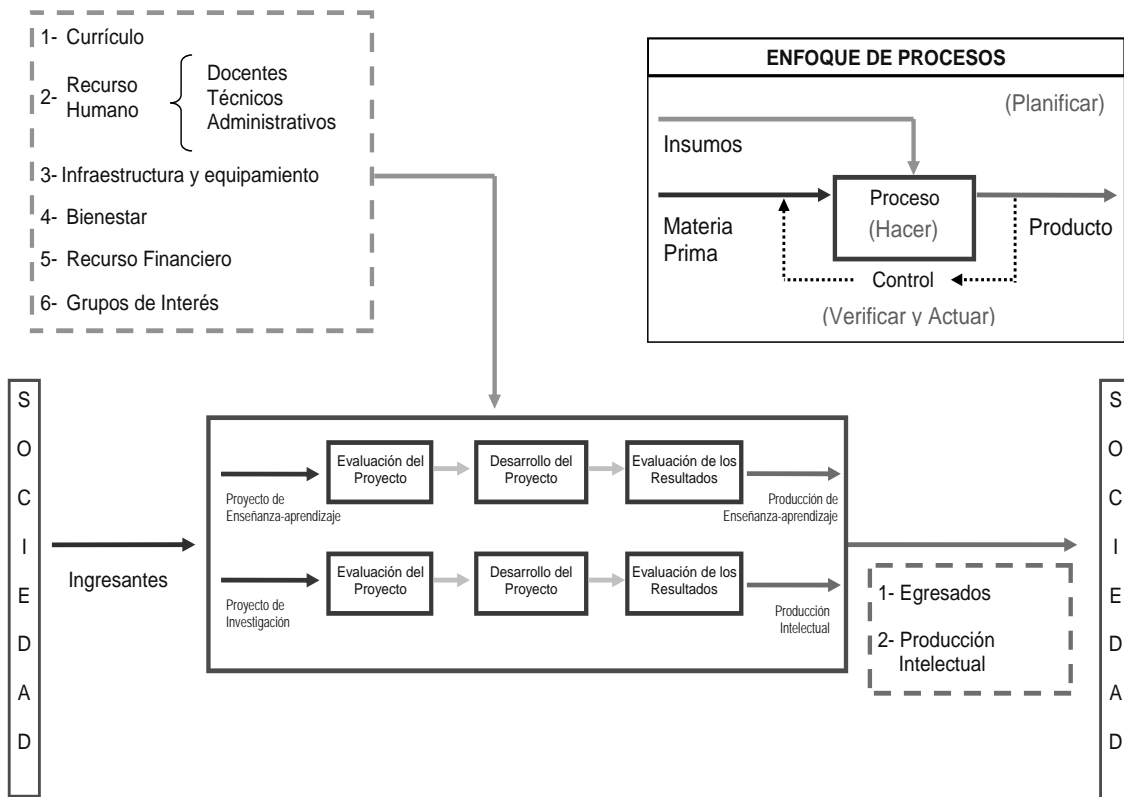 1- Currículo
2- Recurso
Humano
Docentes
Técnicos
Administrativos
3- Infraestructura y equipamiento
4- Bienestar
5- Recurso Financiero
6- Grupos de Interés
ENFOQUE DE PROCESOS
(Planificar)
Insumos
Materia
Prima
Proceso
(Hacer)
Producto
Control
(Verificar y Actuar)
S
O
C
I
E
D
A
D
Ingresantes
Proyecto de
Enseñanza-aprendizaje
Evaluación del
Proyecto
Desarrollo del
Proyecto
Evaluación de los
Resultados
Producción de
Enseñanza-aprendizaje
Proyecto de
Investigación
Evaluación del
Proyecto
Desarrollo del
Proyecto
Evaluación de los
Resultados
Producción
Intelectual
1- Egresados
2- Producción
Intelectual
S
O
C
I
E
D
A
D